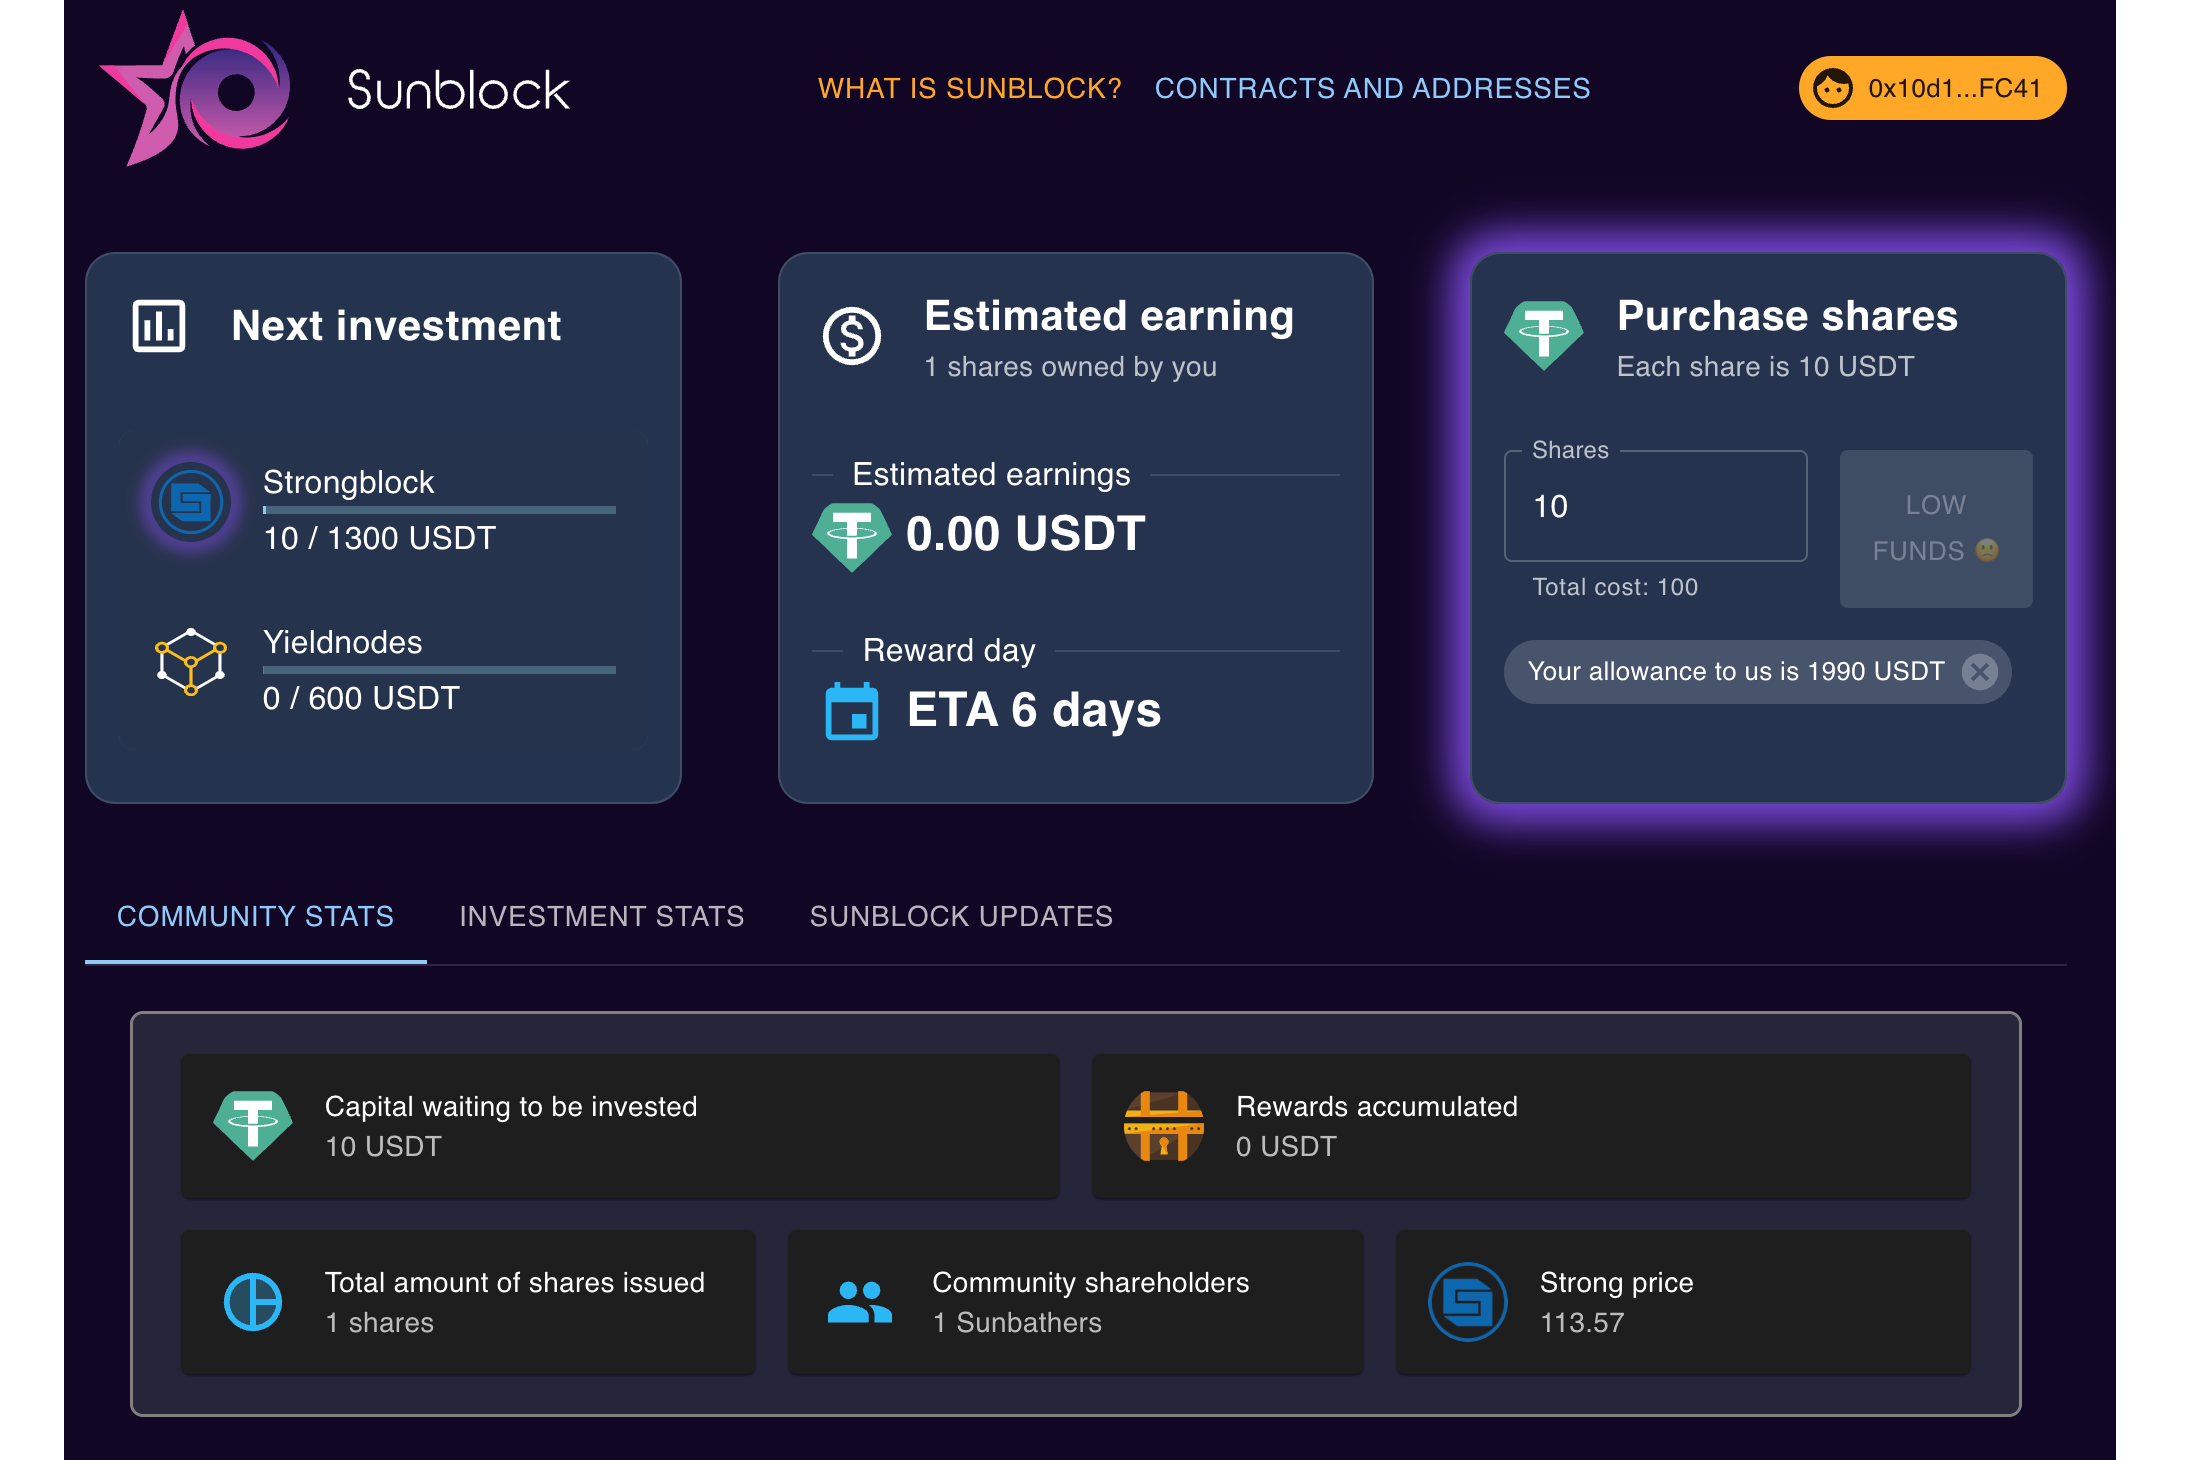 Sunblock
WHAT IS SUNBLOCK?
CONTRACTS AND ADDRESSES
0x10d1...FC41
Next investment
Strongblock
10 / 1300 USDT
Yieldnodes
0 / 600 USDT
Estimated earning
1 shares owned by you
Estimated earnings
0.00 USDT
Reward day
ETA 6 days
Purchase shares
Each share is 10 USDT
Shares
10
Total cost: 100
LOW
FUNDS 🙁
Your allowance to us is 1990 USDT
COMMUNITY STATS
INVESTMENT STATS
SUNBLOCK UPDATES
Capital waiting to be invested
10 USDT
Rewards accumulated
0 USDT
Total amount of shares issued
1 shares
Community shareholders
1 Sunbathers
Strong price
113.57